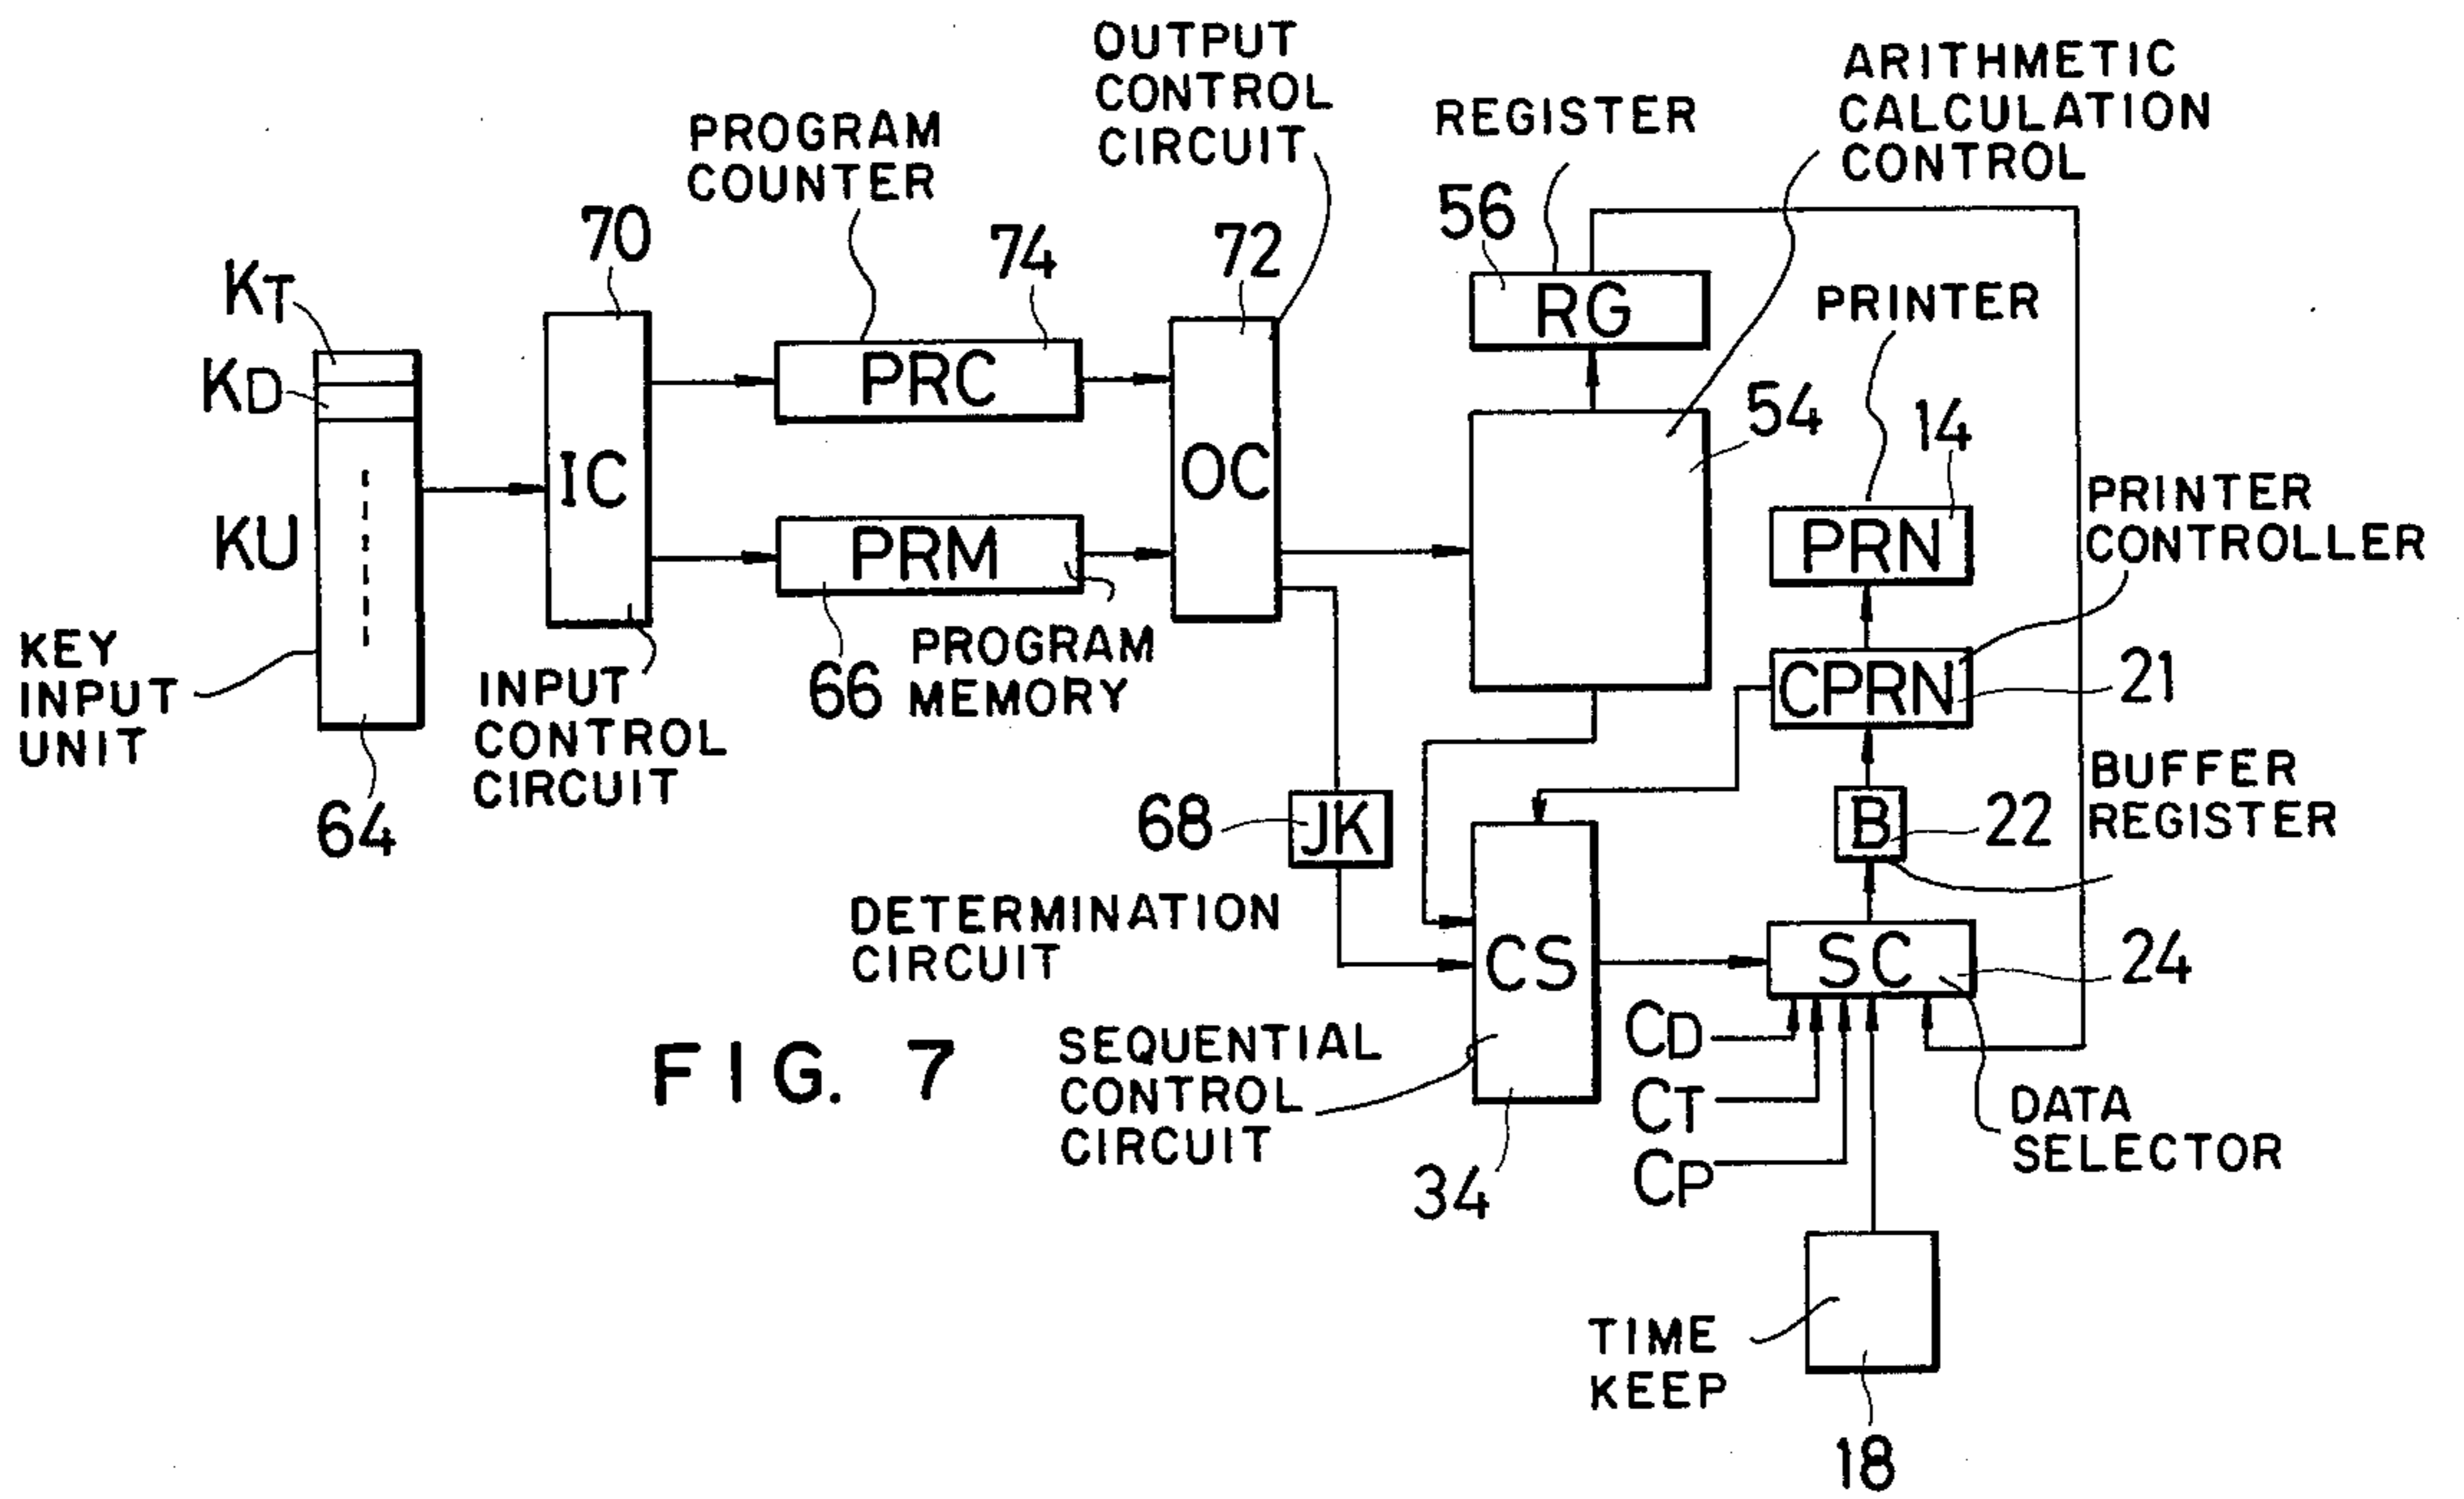 OUTPUT
CONTROL
CIRCUIT
ARITHMETIC
CALCULATION
CONTROL
REGISTER
PROGRAM
COUNTER
70
74
72
56
KT
KD
KU
RG
PRINTER
PRC
54
14
IC
OC
PRINTER
CONTROLLER
PRN
PRM
KEY
INPUT
UNIT
64
INPUT
CONTROL
CIRCUIT
66
PROGRAM
MEMORY
CPRN
21
BUFFER
REGISTER
68
JK
B
22
DETERMINATION
CIRCUIT
CS
SC
24
FIG. 7
SEQUENTIAL
CONTROL
CIRCUIT
34
CD
CT
CP
DATA
SELECTOR
TIME
KEEP
18